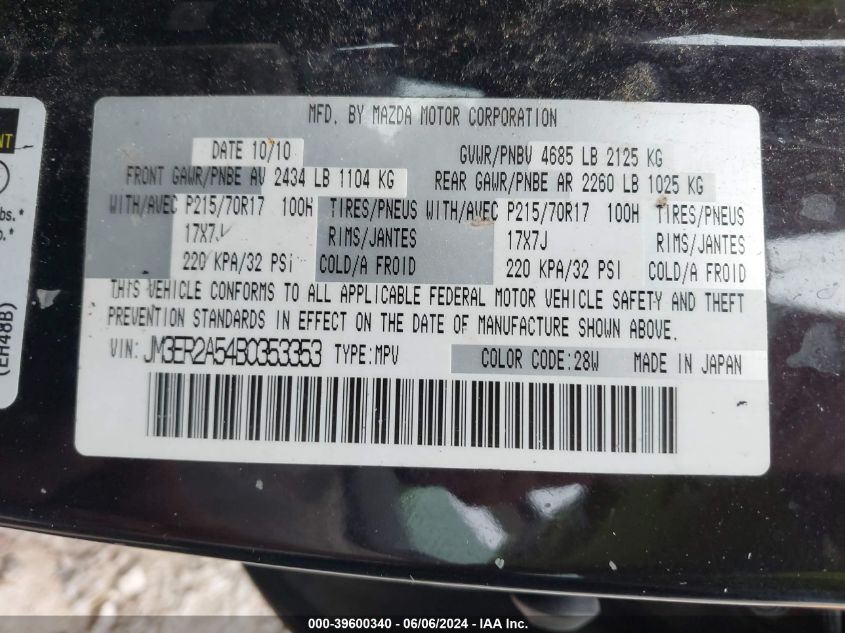 MFD. BY MAZDA MOTOR CORPORATION
DATE 10/10 GVWR/PNBV 4685 LB 2125 KG
FRONT GAWR/PNBE AV 2434 LB 1104 KG REAR GAWR/PNBE AR 2260 LB 1025 KG
WITH/AVEC P215/70R17 100H TIRES/PNEUS WITH/AVEC P215/70R17 100H TIRES/PNEUS
17X7J RIMS/JANTES 17X7J RIMS/JANTES
220 KPA/32 PSI COLD/A FROID 220 KPA/32 PSI COLD/A FROID
THIS VEHICLE CONFORMS TO ALL APPLICABLE FEDERAL MOTOR VEHICLE SAFETY AND THEFT
PREVENTION STANDARDS IN EFFECT ON THE DATE OF MANUFACTURE SHOWN ABOVE.
VIN: JM3ER2A54B0353353 TYPE:MPV COLOR CODE:28W MADE IN JAPAN
lbs.*
(EH48B)
000-39600340 - 06/06/2024 - IAA Inc.